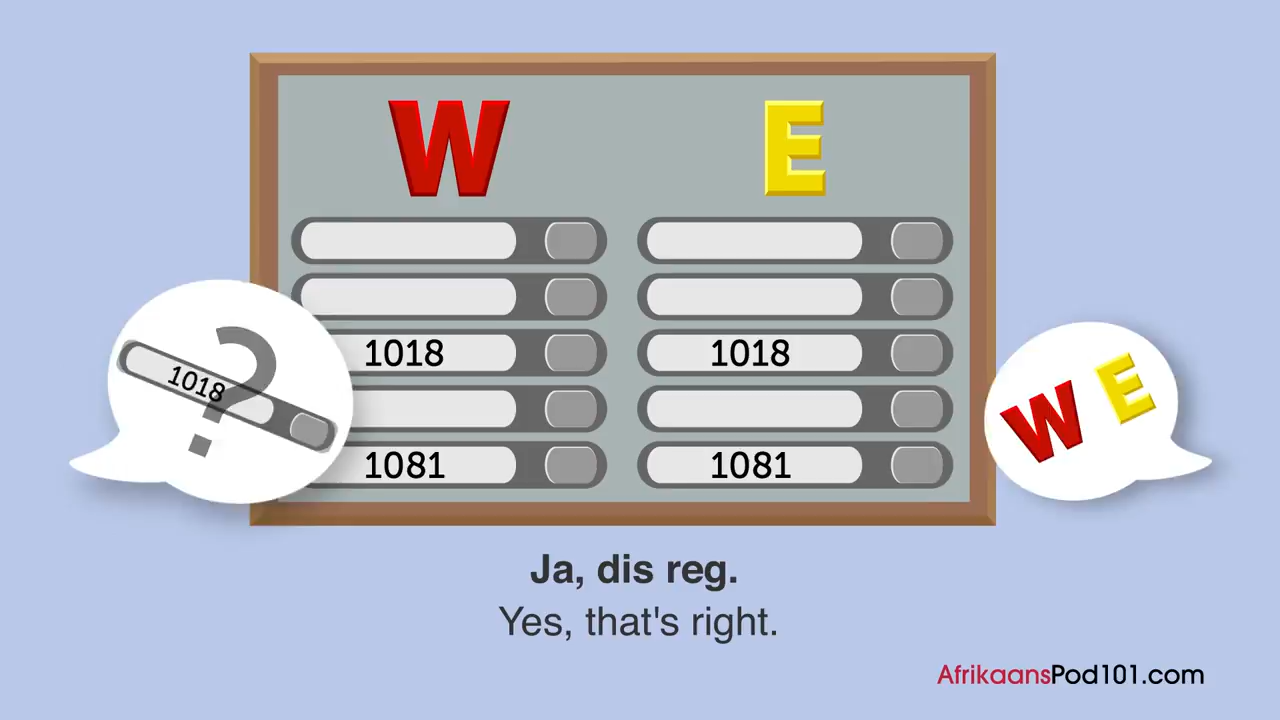 W E
1018 1018
1081 1081
1018
?
W E
Ja, dis reg.
Yes, that's right.
AfrikaansPod101.com